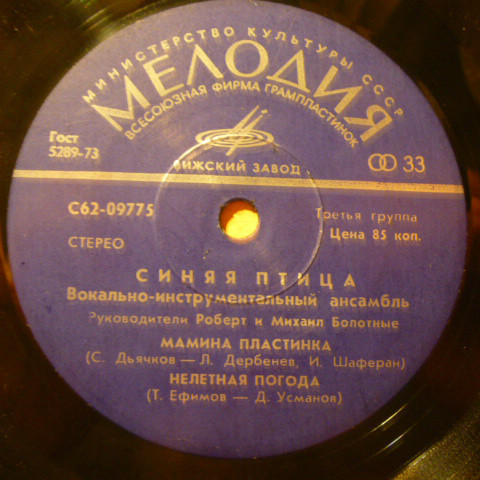 МИНИСТЕРСТВО КУЛЬТУРЫ СССР
МЕЛОДИЯ
ВСЕСОЮЗНАЯ ФИРМА ГРАМПЛАСТИНОК
Гост
5289-73
РИЖСКИЙ ЗАВОД
33
С62-09775
Третья группа
СТЕРЕО
Цена 85 коп.
СИНЯЯ ПТИЦА
Вокально-инструментальный ансамбль
Руководители Роберт и Михаил Болотные
МАМИНА ПЛАСТИНКА
(С. Дьячков — Л. Дербенев, И. Шаферан)
НЕЛЕТНАЯ ПОГОДА
(Т. Ефимов — Д. Усманов)